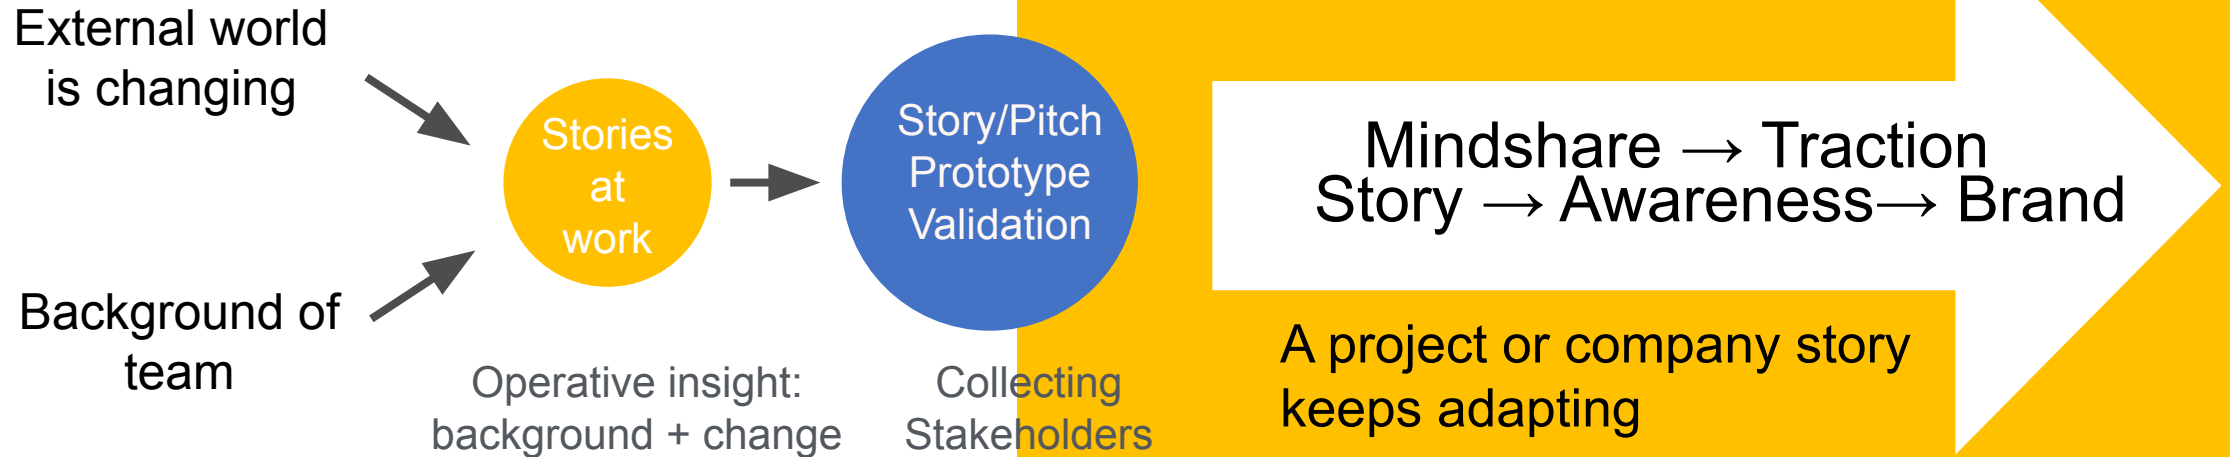 External world
is changing
Background of
team
Stories
at
work
Operative insight:
background + change
Story/Pitch
Prototype
Validation
Collecting
Stakeholders
Mindshare → Traction
Story → Awareness→ Brand
A project or company story
keeps adapting